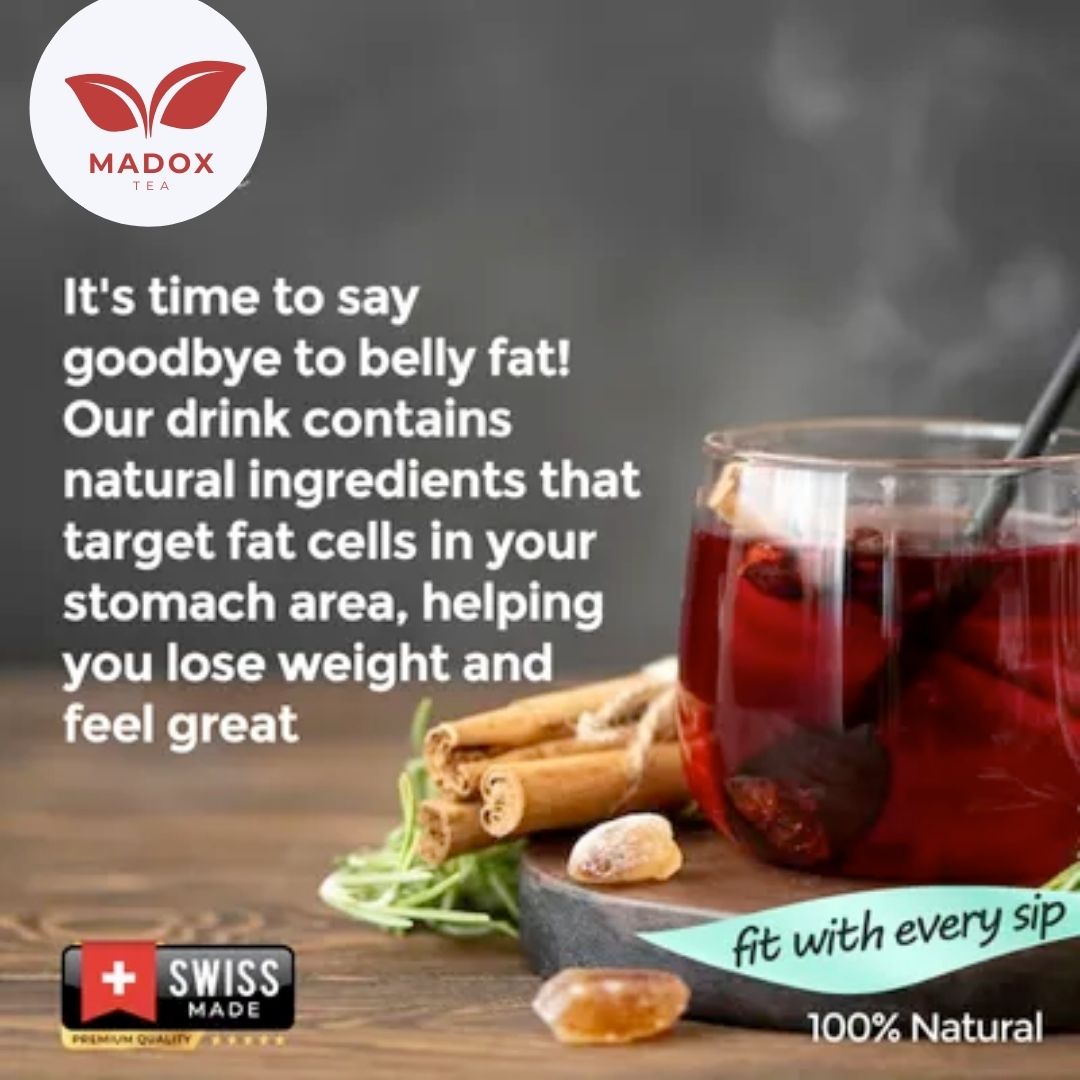 MADOX
TEA
It's time to say
goodbye to belly fat!
Our drink contains
natural ingredients that
target fat cells in your
stomach area, helping
you lose weight and
feel great
fit with every sip
SWISS
MADE
PREMIUM QUALITY
100% Natural